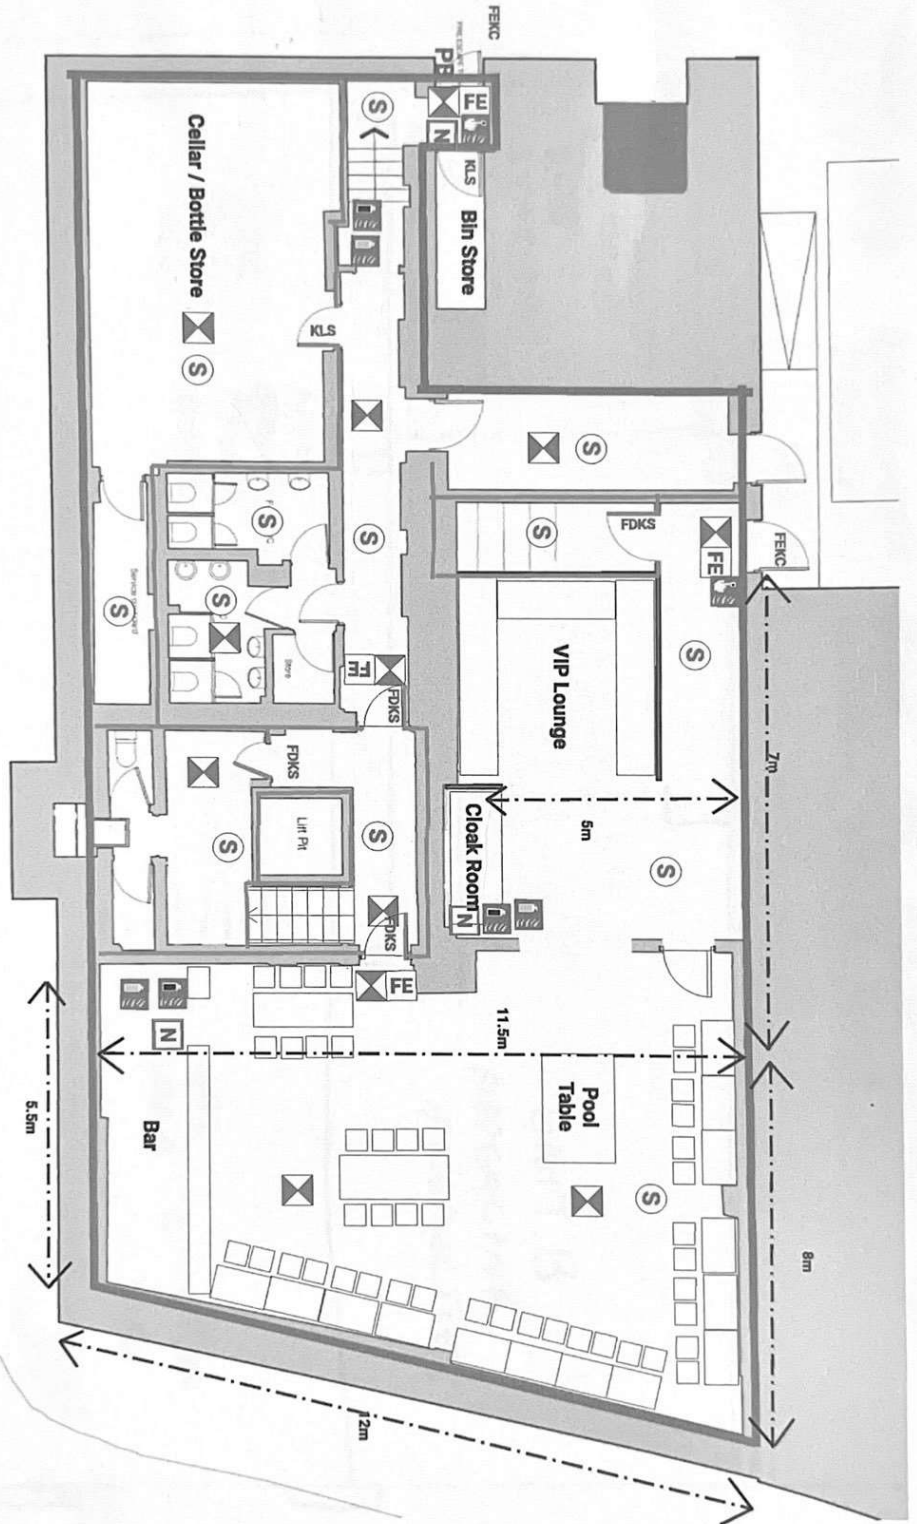 FEKC
FE
N
S
KLS
Bin Store
Cellar / Bottle Store
S
KLS
S
S
S
FEKC
FE
FDKS
S
S
VIP Lounge
S
S
S
S
Store
FE
FDKS
FDKS
Lift Pit
S
S
FDKS
FE
Cloak Room
N
S
5m
7m
11.5m
Pool
Table
S
N
Bar
5.5m
8m
12m